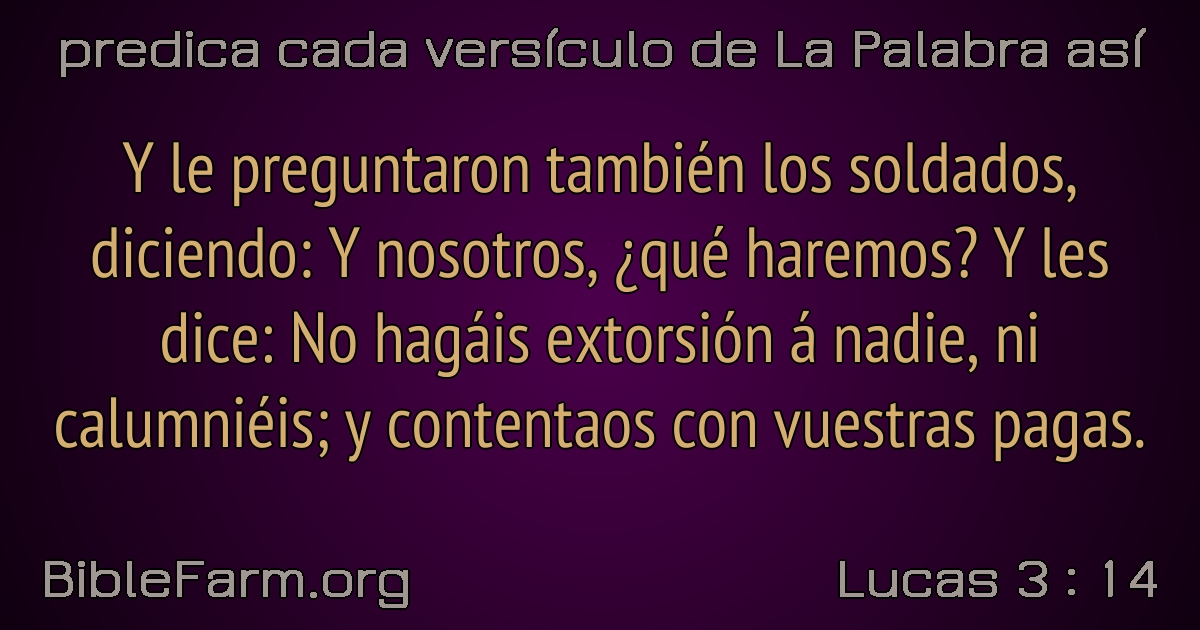 predica cada versículo de La Palabra así
Y le preguntaron también los soldados,
diciendo: Y nosotros, ¿qué haremos? Y les
dice: No hagáis extorsión á nadie, ni
calumniéis; y contentaos con vuestras pagas.
BibleFarm.org
Lucas 3 : 14